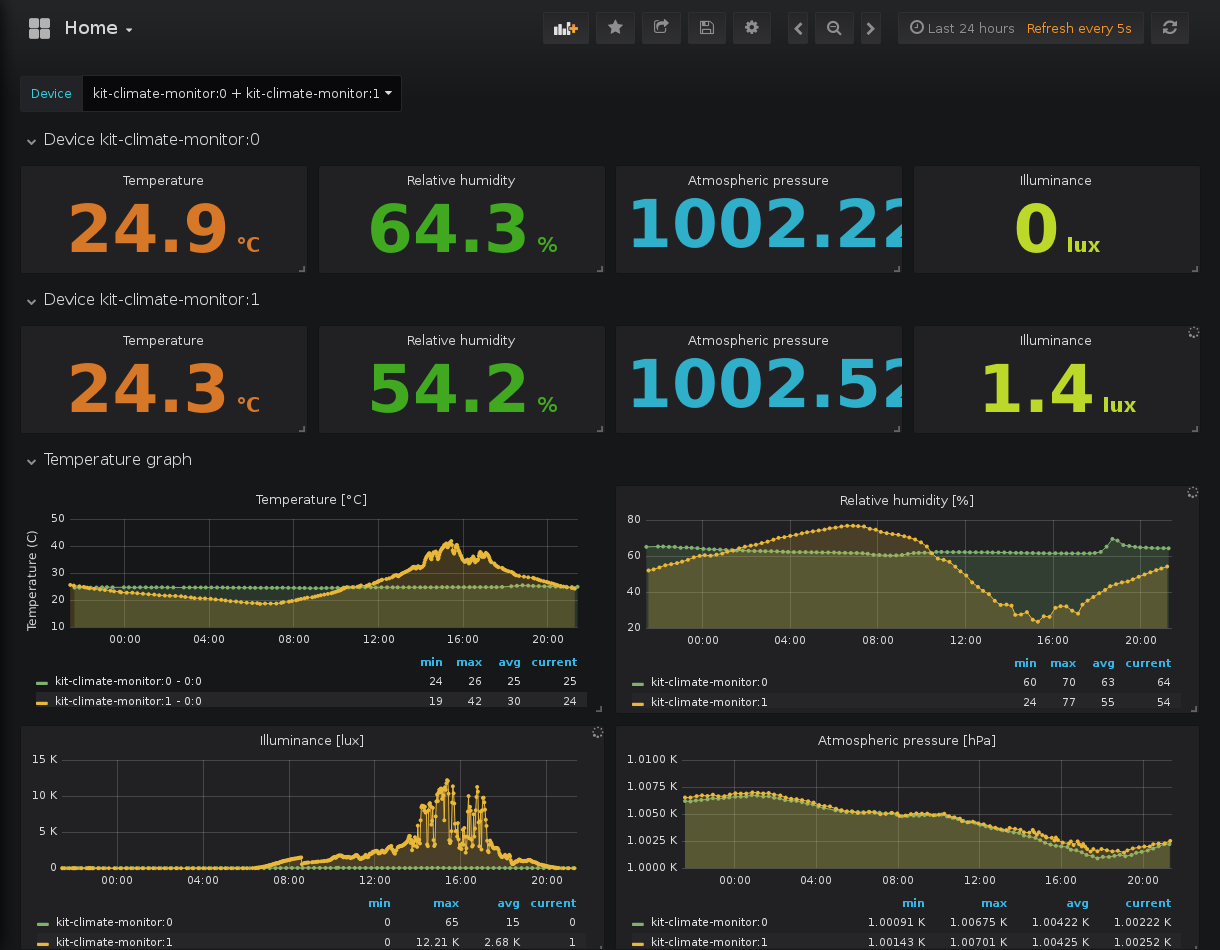 Home
Last 24 hours Refresh every 5s
Device kit-climate-monitor:0 + kit-climate-monitor:1
Device kit-climate-monitor:0
Temperature Relative humidity Atmospheric pressure Illuminance
24.9 °C 64.3 % 1002.22 0 lux
Device kit-climate-monitor:1
Temperature Relative humidity Atmospheric pressure Illuminance
24.3 °C 54.2 % 1002.52 1.4 lux
Temperature graph
Temperature [°C]
Temperature (C)
50
40
30
20
10
00:00 04:00 08:00 12:00 16:00 20:00
min max avg current
kit-climate-monitor:0 - 0:0 24 26 25 25
kit-climate-monitor:1 - 0:0 19 42 30 24
Relative humidity [%]
80
60
40
20
00:00 04:00 08:00 12:00 16:00 20:00
min max avg current
kit-climate-monitor:0 60 70 63 64
kit-climate-monitor:1 24 77 55 54
Illuminance [lux]
15 K
10 K
5 K
0
00:00 04:00 08:00 12:00 16:00 20:00
min max avg current
kit-climate-monitor:0 0 65 15 0
kit-climate-monitor:1 0 12.21 K 2.68 K 1
Atmospheric pressure [hPa]
1.0100 K
1.0075 K
1.0050 K
1.0025 K
1.0000 K
00:00 04:00 08:00 12:00 16:00 20:00
min max avg current
kit-climate-monitor:0 1.00091 K 1.00675 K 1.00422 K 1.00222 K
kit-climate-monitor:1 1.00143 K 1.00701 K 1.00425 K 1.00252 K